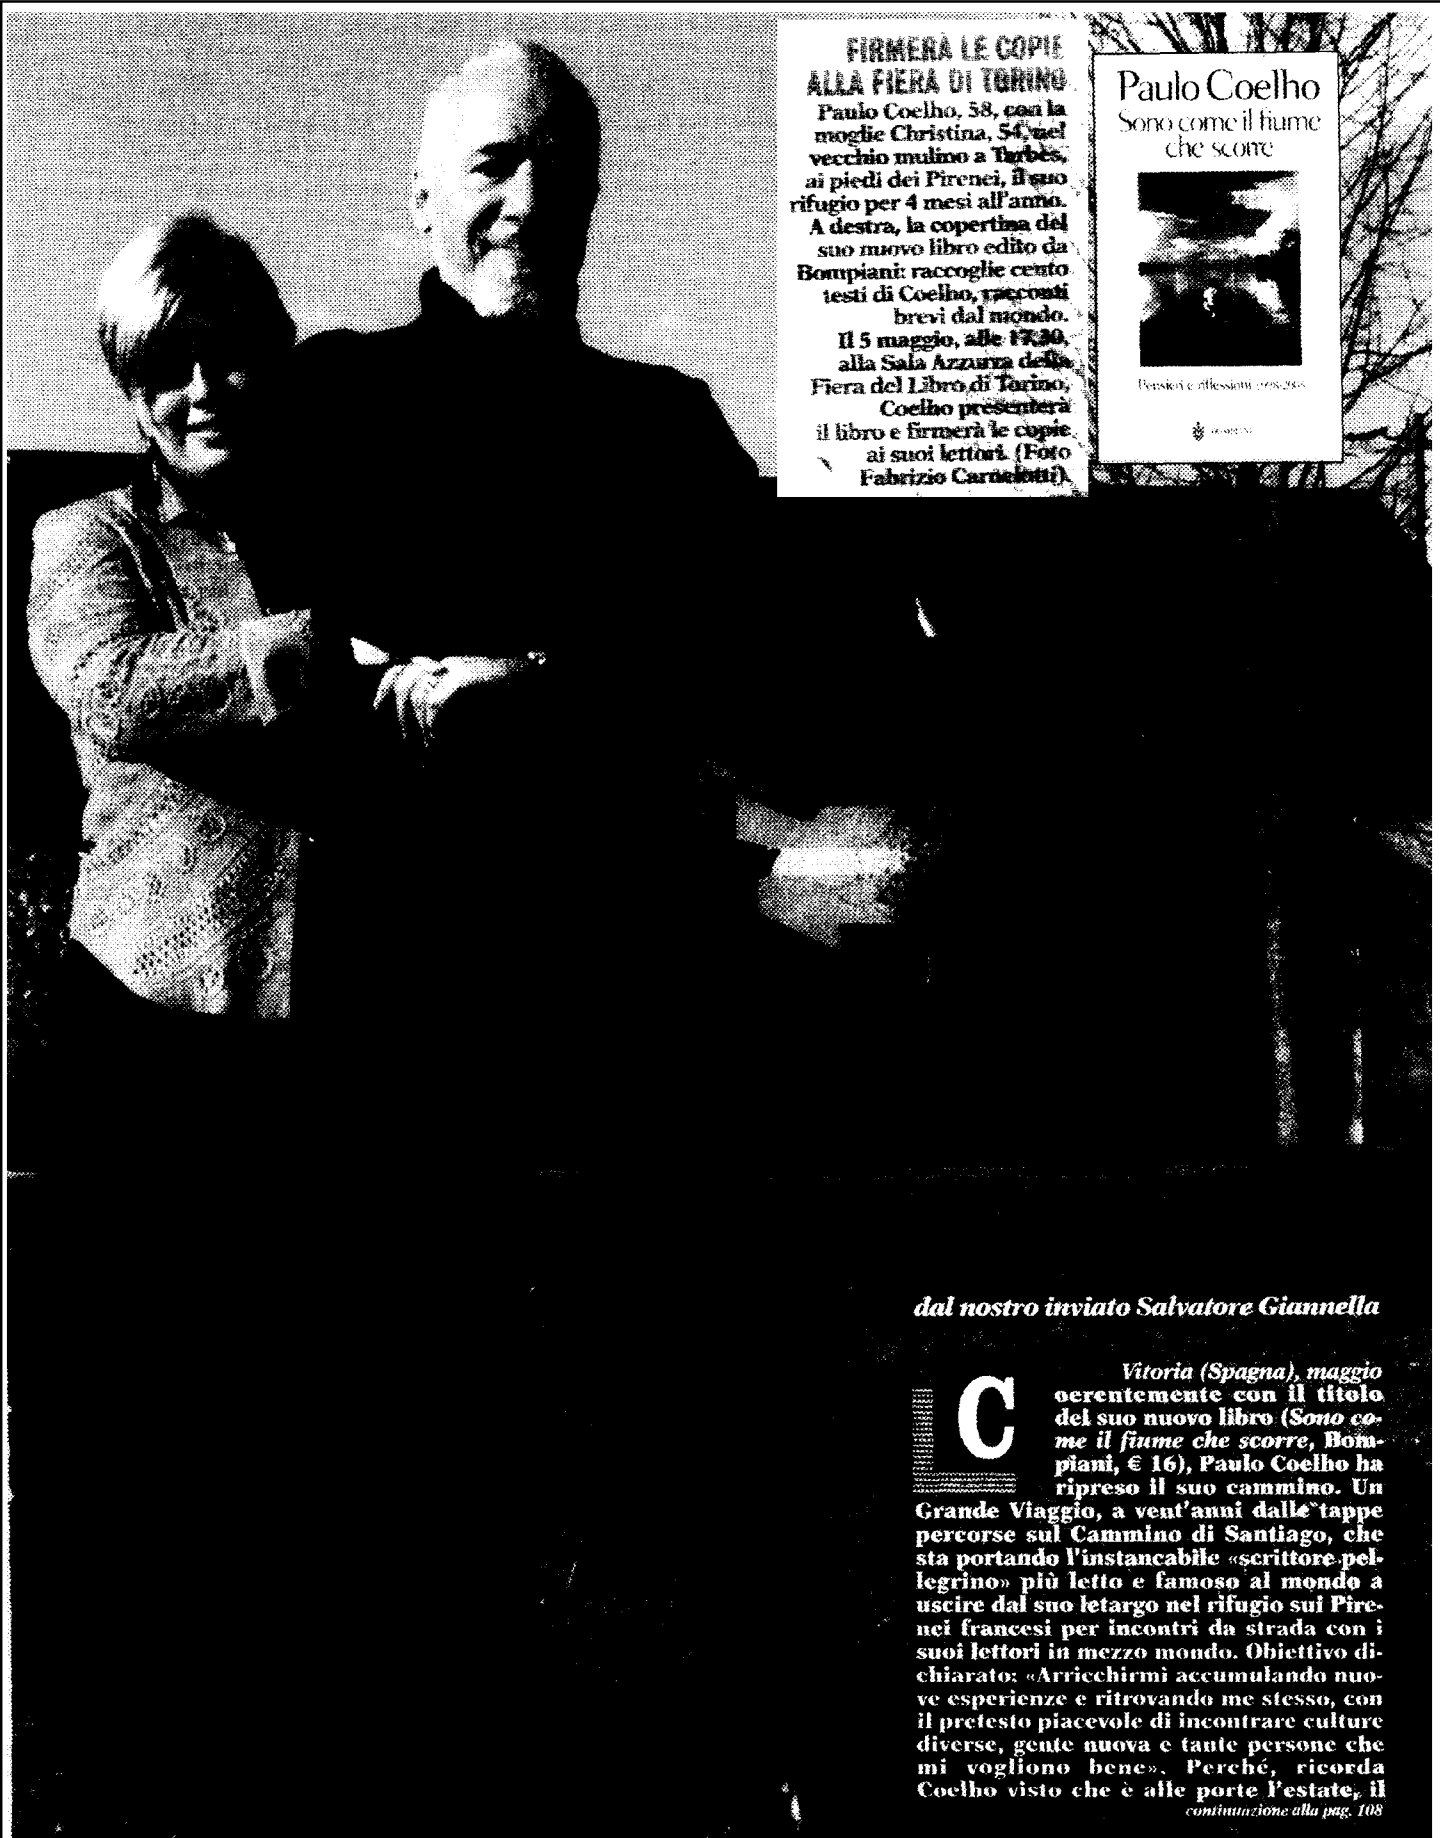 FIRMERÀ LE COPIE
ALLA FIERA DI TORINO
Paulo Coelho, 58, con la
moglie Christina, 54, nel
vecchio mulino a Tarbes,
ai piedi dei Pirenei, il suo
rifugio per 4 mesi all'anno.
A destra, la copertina del
suo nuovo libro edito da
Bompiani: raccoglie cento
testi di Coelho, racconti
brevi dal mondo.
Il 5 maggio, alle 17.30,
alla Sala Azzurra della
Fiera del Libro di Torino,
Coelho presenterà
il libro e firmerà le copie
ai suoi lettori. (Foto
Fabrizio Carnelotti).
Paulo Coelho
Sono come il fiume
che scorre
Pensieri e riflessioni
dal nostro inviato Salvatore Giannella
Vitoria (Spagna), maggio
Coerentemente con il titolo
del suo nuovo libro (Sono co-
me il fiume che scorre, Bom-
piani, € 16), Paulo Coelho ha
ripreso il suo cammino. Un
Grande Viaggio, a vent'anni dalle tappe
percorse sul Cammino di Santiago, che
sta portando l'instancabile «scrittore pel-
legrino» più letto e famoso al mondo a
uscire dal suo letargo nel rifugio sui Pire-
nei francesi per incontri da strada con i
suoi lettori in mezzo mondo. Obiettivo di-
chiarato: «Arricchirmi accumulando nuo-
ve esperienze e ritrovando me stesso, con
il pretesto piacevole di incontrare culture
diverse, gente nuova e tante persone che
mi vogliono bene». Perché, ricorda
Coelho visto che è alle porte l'estate, il
continuazione alla pag. 108